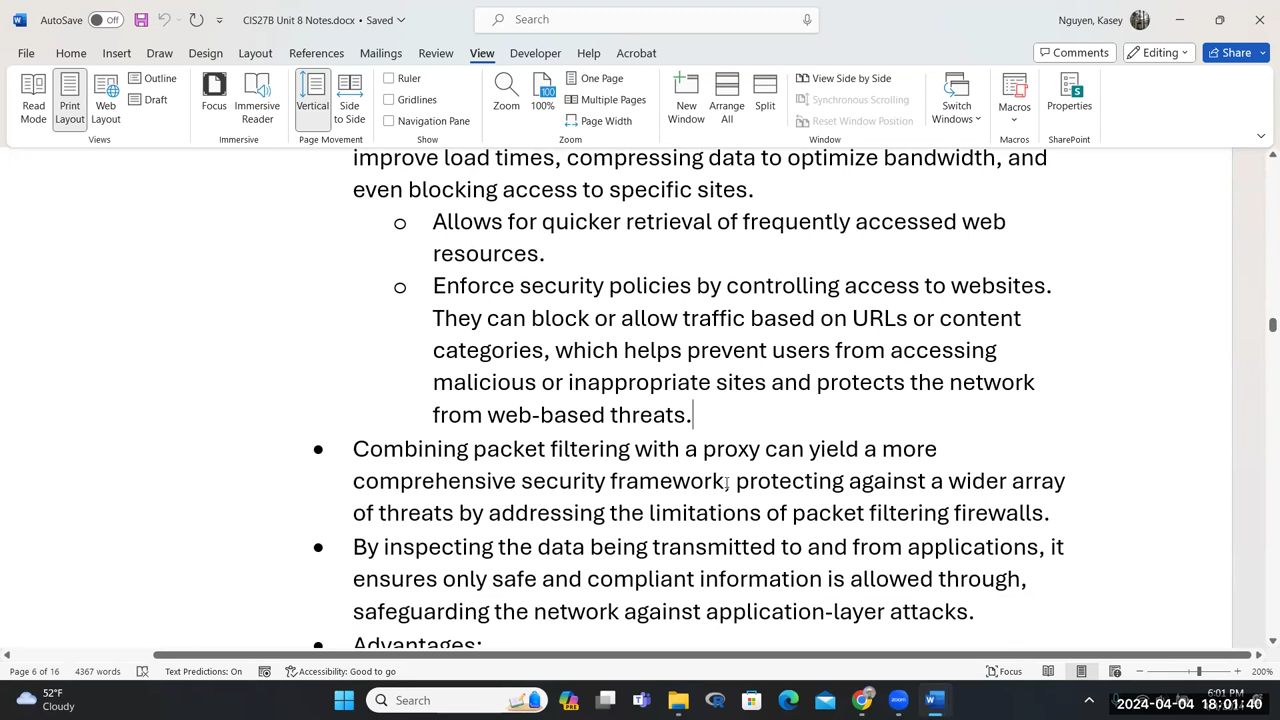 AutoSave Off CIS27B Unit 8 Notes.docx • Saved Search Nguyen, Kasey
File Home Insert Draw Design Layout References Mailings Review View Developer Help Acrobat Comments Editing Share
Read Mode
Print Layout
Web Layout
Outline
Draft
Views
Focus
Immersive Reader
Immersive
Vertical
Side to Side
Page Movement
Ruler
Gridlines
Navigation Pane
Show
Zoom
100
100%
One Page
Multiple Pages
Page Width
Zoom
New Window
Arrange All
Split
View Side by Side
Synchronous Scrolling
Reset Window Position
Window
Switch Windows
Macros
Macros
Properties
SharePoint
improve load times, compressing data to optimize bandwidth, and
even blocking access to specific sites.
o Allows for quicker retrieval of frequently accessed web
resources.
o Enforce security policies by controlling access to websites.
They can block or allow traffic based on URLs or content
categories, which helps prevent users from accessing
malicious or inappropriate sites and protects the network
from web-based threats.
• Combining packet filtering with a proxy can yield a more
comprehensive security framework, protecting against a wider array
of threats by addressing the limitations of packet filtering firewalls.
• By inspecting the data being transmitted to and from applications, it
ensures only safe and compliant information is allowed through,
safeguarding the network against application-layer attacks.
• Advantages:
Page 6 of 16 4367 words Text Predictions: On Accessibility: Good to go Focus 200%
52°F
Cloudy
Search
zoom
6:01 PM
2024-04-04 18:01:40